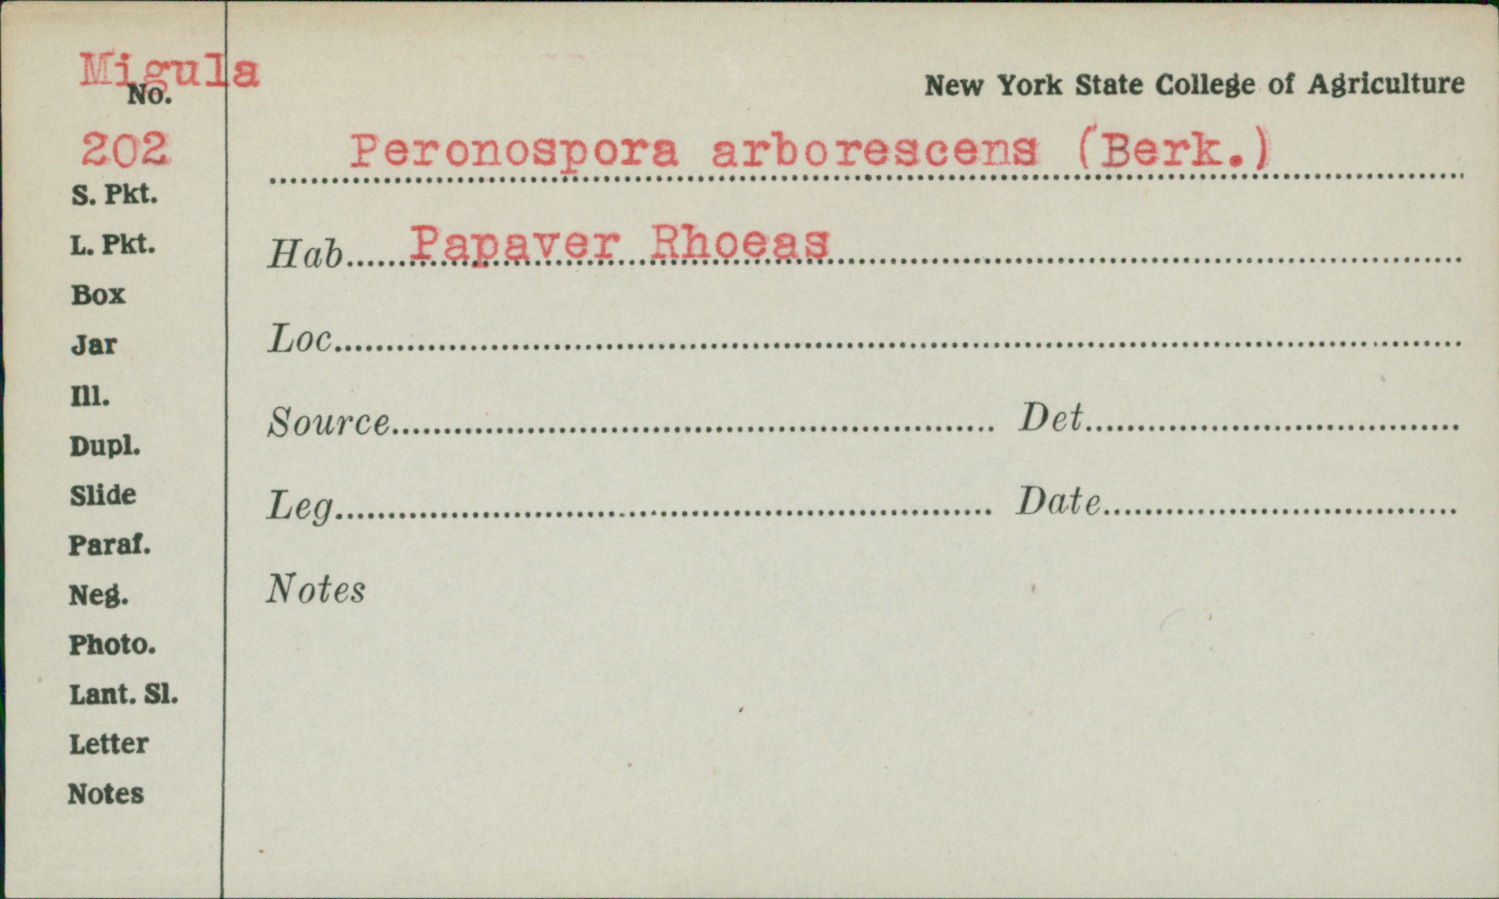 Migula
No.
202
S. Pkt.
L. Pkt.
Box
Jar
Ill.
Dupl.
Slide
Paraf.
Neg.
Photo.
Lant. Sl.
Letter
Notes
New York State College of Agriculture
Peronospora arborescens (Berk.)
Hab......Papaver Rhoeas
Loc.
Source. Det.
Leg. Date.
Notes